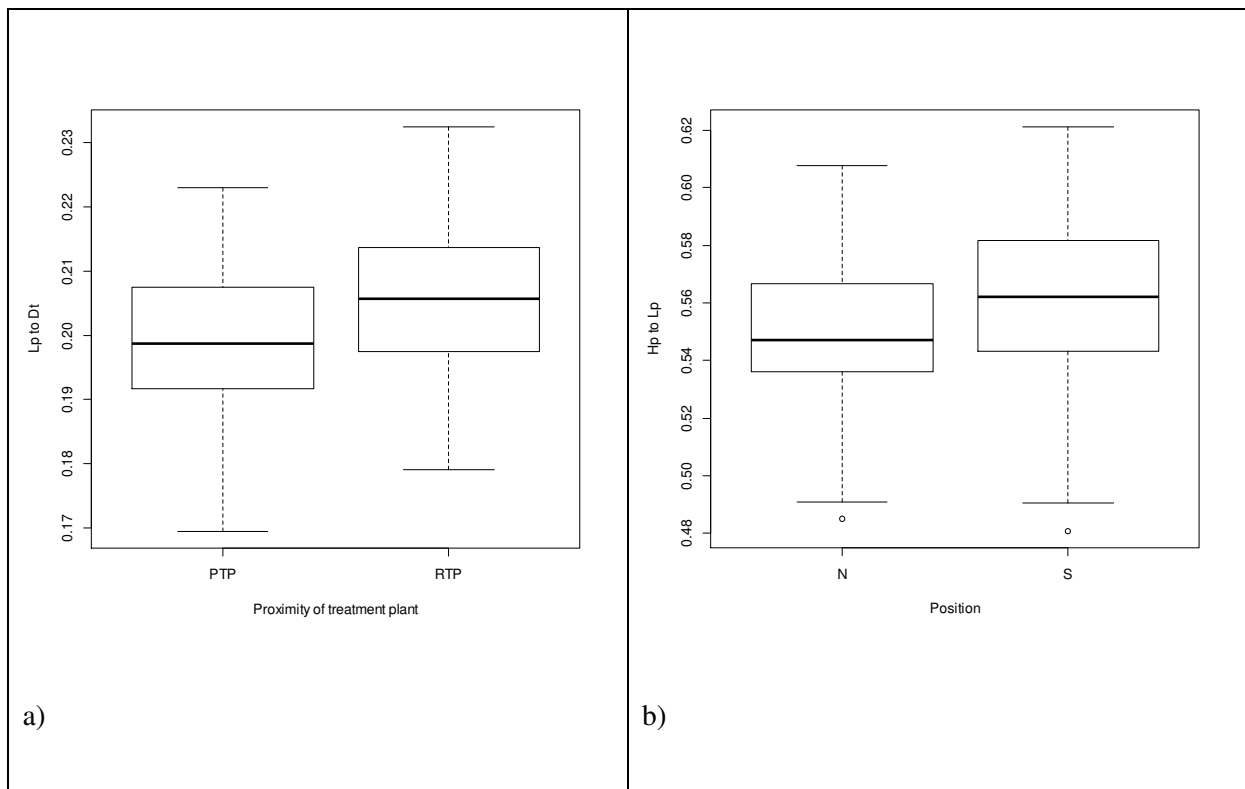 0.23
0.22
0.21
0.20
0.19
0.18
0.17
Lp to Dt
PTP
RTP
Proximity of treatment plant
a)
0.62
0.60
0.58
0.56
0.54
0.52
0.50
0.48
Hp to Lp
N
S
Position
b)